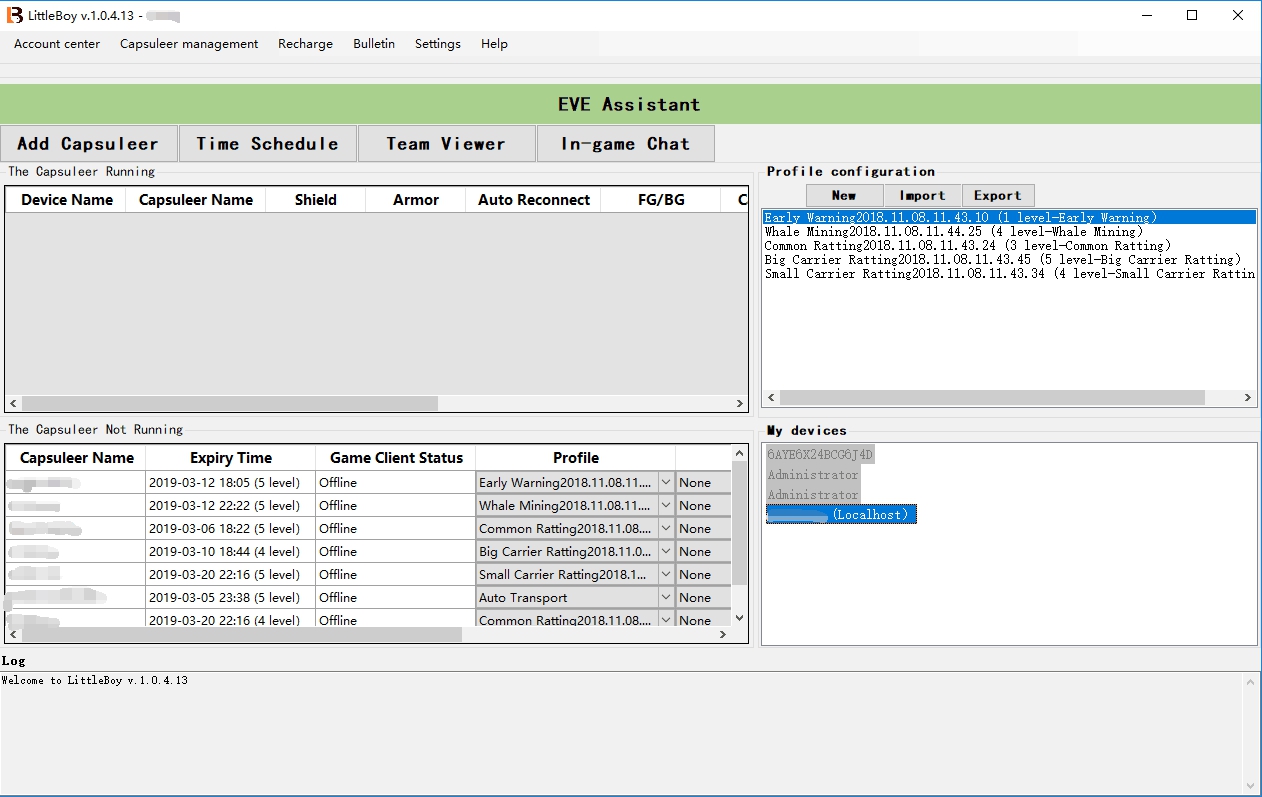 LittleBoy v.1.0.4.13 -
Account center Capsuleer management Recharge Bulletin Settings Help
EVE Assistant
Add Capsuleer Time Schedule Team Viewer In-game Chat
The Capsuleer Running
Device Name Capsuleer Name Shield Armor Auto Reconnect FG/BG C
Profile configuration
New Import Export
Early Warning2018.11.08.11.43.10 (1 level-Early Warning)
Whale Mining2018.11.08.11.44.25 (4 level-Whale Mining)
Common Ratting2018.11.08.11.43.24 (3 level-Common Ratting)
Big Carrier Ratting2018.11.08.11.43.45 (5 level-Big Carrier Ratting)
Small Carrier Ratting2018.11.08.11.43.34 (4 level-Small Carrier Rattin
The Capsuleer Not Running
Capsuleer Name Expiry Time Game Client Status Profile
2019-03-12 18:05 (5 level) Offline Early Warning2018.11.08.11.... None
2019-03-12 22:22 (5 level) Offline Whale Mining2018.11.08.11.... None
2019-03-06 18:22 (5 level) Offline Common Ratting2018.11.08.... None
2019-03-10 18:44 (4 level) Offline Big Carrier Ratting2018.11.0... None
2019-03-20 22:16 (5 level) Offline Small Carrier Ratting2018.1... None
2019-03-05 23:38 (5 level) Offline Auto Transport None
2019-03-20 22:16 (4 level) Offline Common Ratting2018.11.08.... None
My devices
6AYE6X24BCG6J4D
Administrator
Administrator
(Localhost)
Log
Welcome to LittleBoy v.1.0.4.13